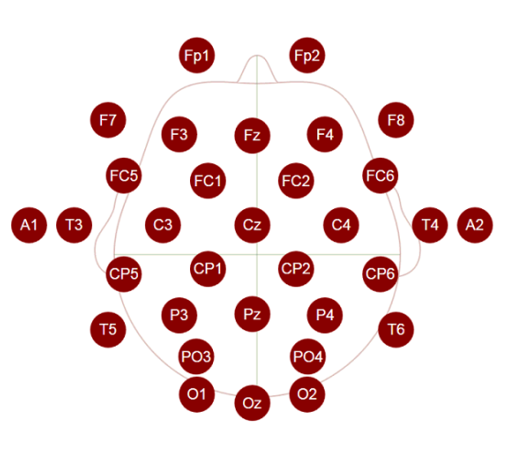 Fp1 Fp2
F7 F8
F3 Fz F4
FC5 FC1 FC2 FC6
A1 T3 C3 Cz C4 T4 A2
CP5 CP1 CP2 CP6
P3 Pz P4
T5 T6
PO3 PO4
O1 Oz O2